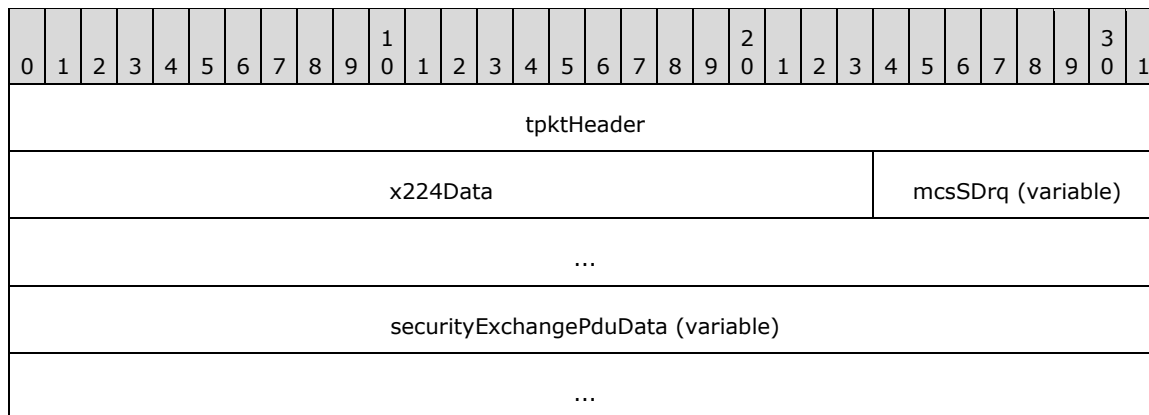 1 2 3
0 1 2 3 4 5 6 7 8 9 0 1 2 3 4 5 6 7 8 9 0 1 2 3 4 5 6 7 8 9 0 1
tpktHeader
x224Data mcsSDrq (variable)
...
securityExchangePduData (variable)
...